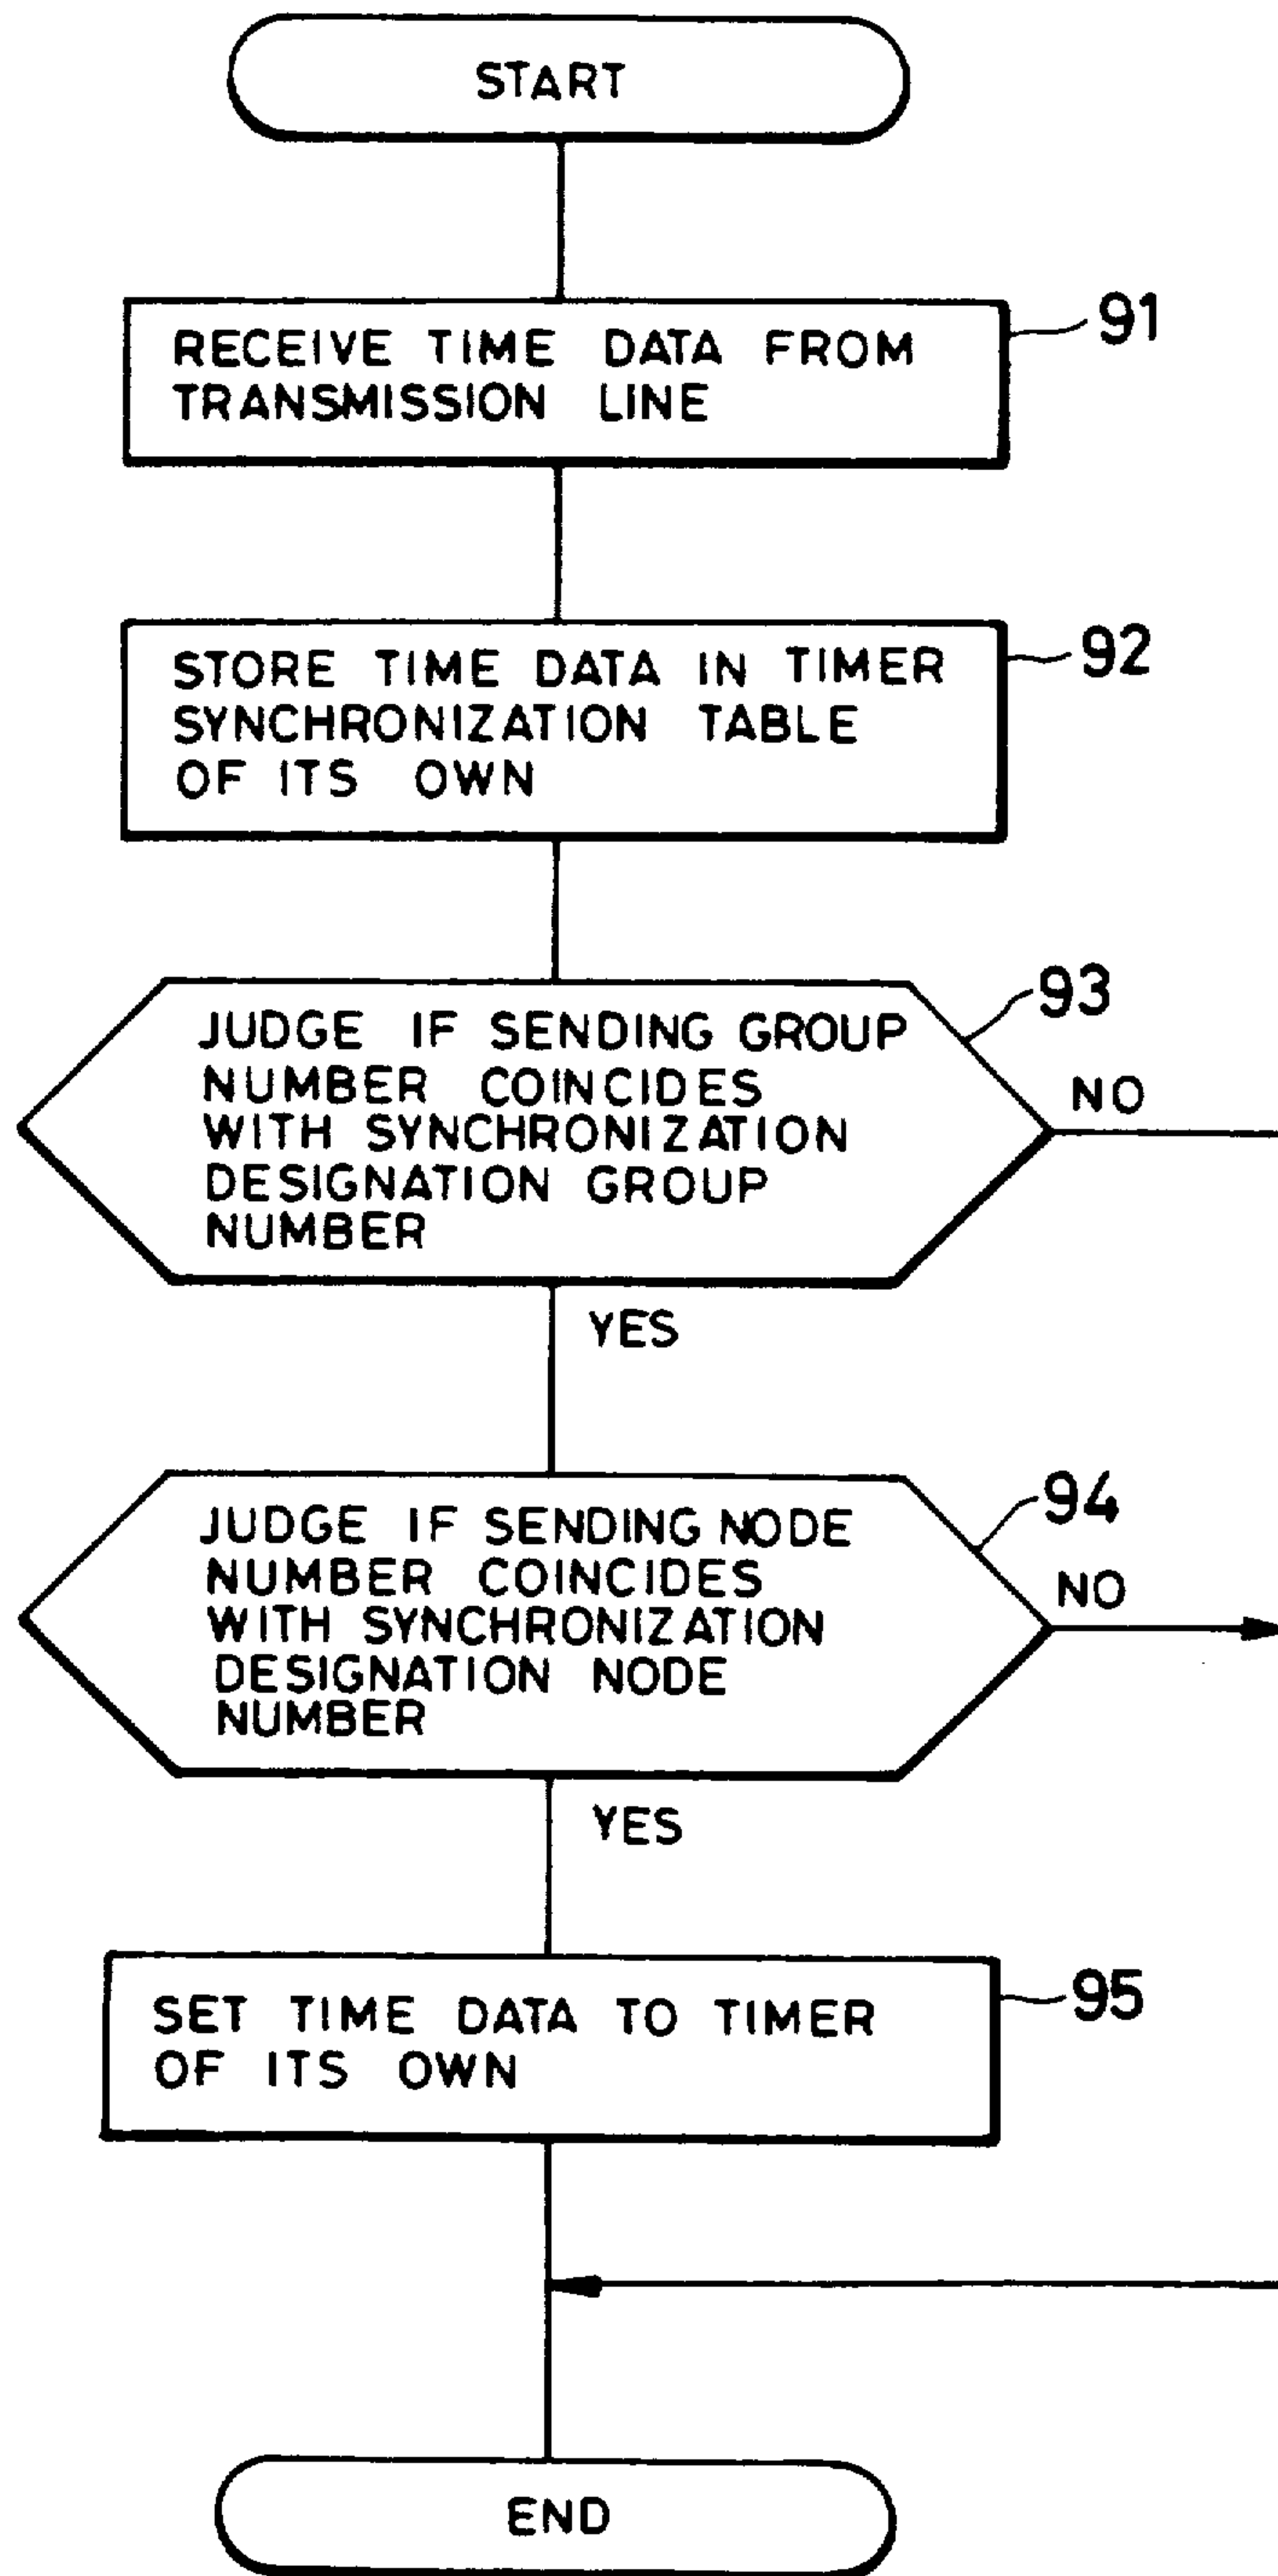 START
91
RECEIVE TIME DATA FROM
TRANSMISSION LINE
92
STORE TIME DATA IN TIMER
SYNCHRONIZATION TABLE
OF ITS OWN
93
JUDGE IF SENDING GROUP
NUMBER COINCIDES
WITH SYNCHRONIZATION
DESIGNATION GROUP
NUMBER
NO
YES
94
JUDGE IF SENDING NODE
NUMBER COINCIDES
WITH SYNCHRONIZATION
DESIGNATION NODE
NUMBER
NO
YES
95
SET TIME DATA TO TIMER
OF ITS OWN
END